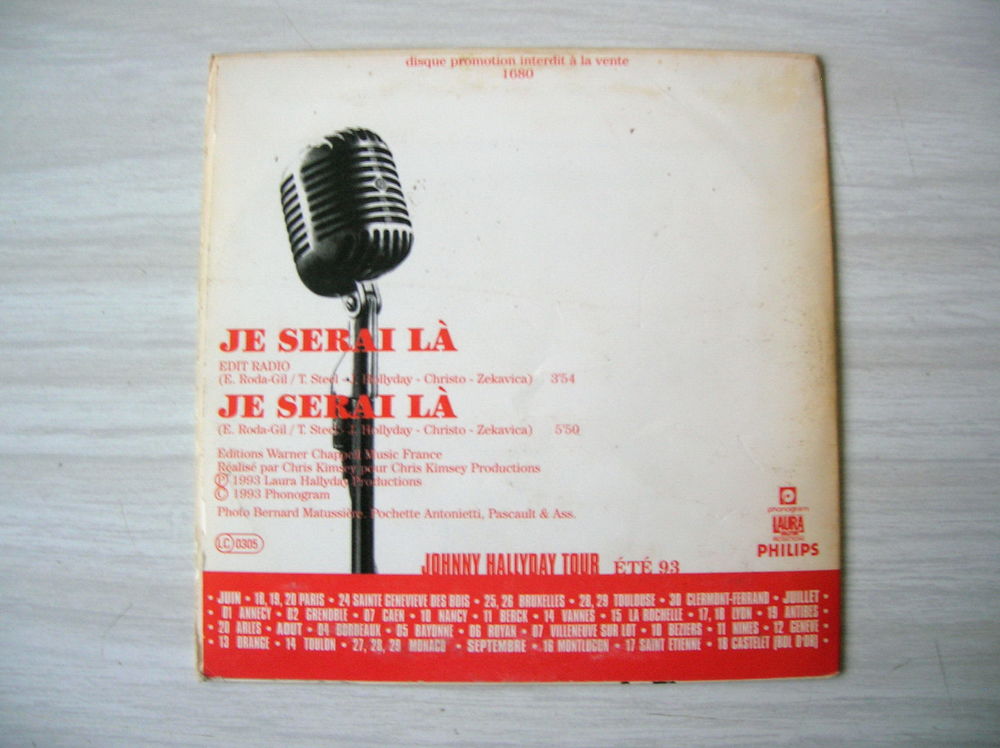 disque promotion interdit à la vente
1680
JE SERAI LÀ
EDIT RADIO
(E. Roda-Gil / T. Steel - J. Hollyday - Christo - Zekavica) 3'54
JE SERAI LÀ
(E. Roda-Gil / T. Steel - J. Hollyday - Christo - Zekavica) 5'50
Editions Warner Chappell Music France
Réalisé par Chris Kimsey pour Chris Kimsey Productions
Ⓟ 1993 Laura Hallyday Productions
© 1993 Phonogram
Photo Bernard Matussière. Pochette Antonietti, Pascault & Ass.
LC 0305
phonogram
LAURA
PHILIPS
JOHNNY HALLYDAY TOUR ÉTÉ 93
• JUIN • 18, 19, 20 PARIS • 24 SAINTE GENEVIEVE DES BOIS • 25, 26 BRUXELLES • 28, 29 TOULOUSE • 30 CLERMONT-FERRAND • JUILLET •
• 01 ANNECY • 02 GRENOBLE • 07 CAEN • 10 NANCY • 11 BERCK • 14 VANNES • 15 LA ROCHELLE • 17, 18 LYON • 19 ANTIBES •
• 20 ARLES • AOUT • 04 BORDEAUX • 05 BAYONNE • 06 ROYAN • 07 VILLENEUVE SUR LOT • 10 BEZIERS • 11 NIMES • 12 GENEVE •
• 13 ORANGE • 14 TOULON • 27, 28, 29 MONACO • SEPTEMBRE • 16 MONTLUCON • 17 SAINT ETIENNE • 18 CASTELET (BOL D'OR) •